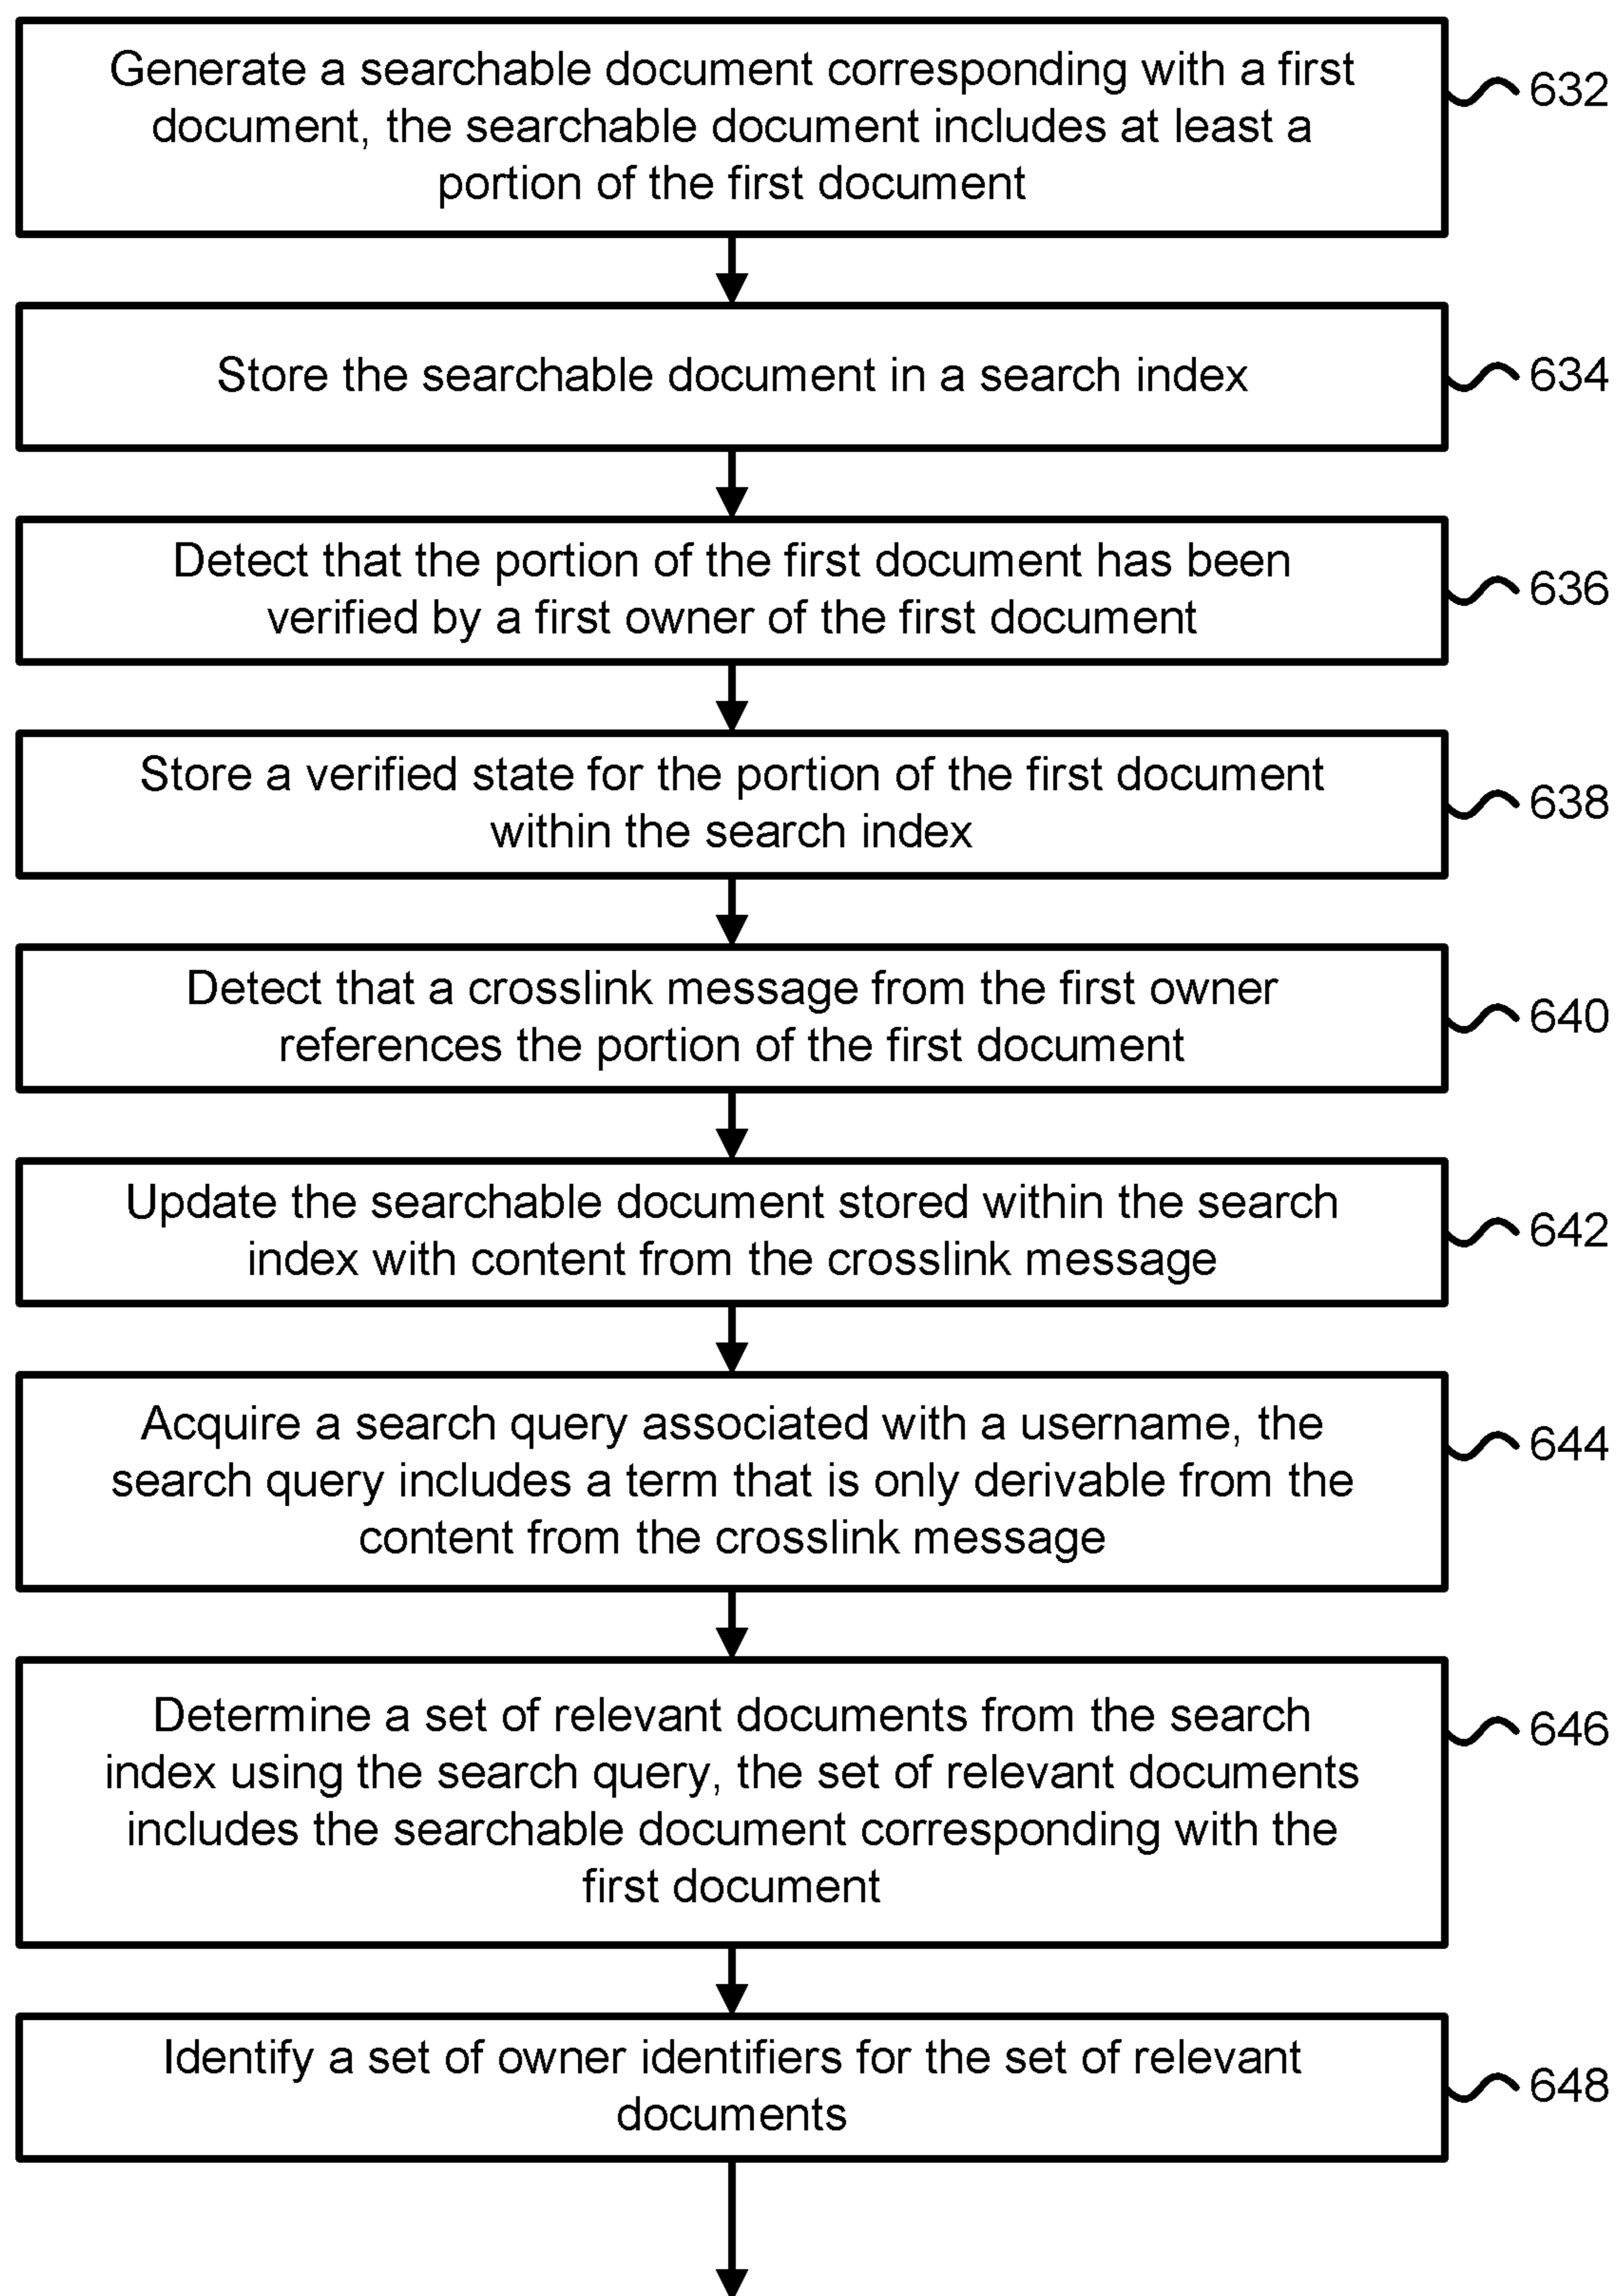 Generate a searchable document corresponding with a first
document, the searchable document includes at least a
portion of the first document
632
Store the searchable document in a search index
634
Detect that the portion of the first document has been
verified by a first owner of the first document
636
Store a verified state for the portion of the first document
within the search index
638
Detect that a crosslink message from the first owner
references the portion of the first document
640
Update the searchable document stored within the search
index with content from the crosslink message
642
Acquire a search query associated with a username, the
search query includes a term that is only derivable from the
content from the crosslink message
644
Determine a set of relevant documents from the search
index using the search query, the set of relevant documents
includes the searchable document corresponding with the
first document
646
Identify a set of owner identifiers for the set of relevant
documents
648